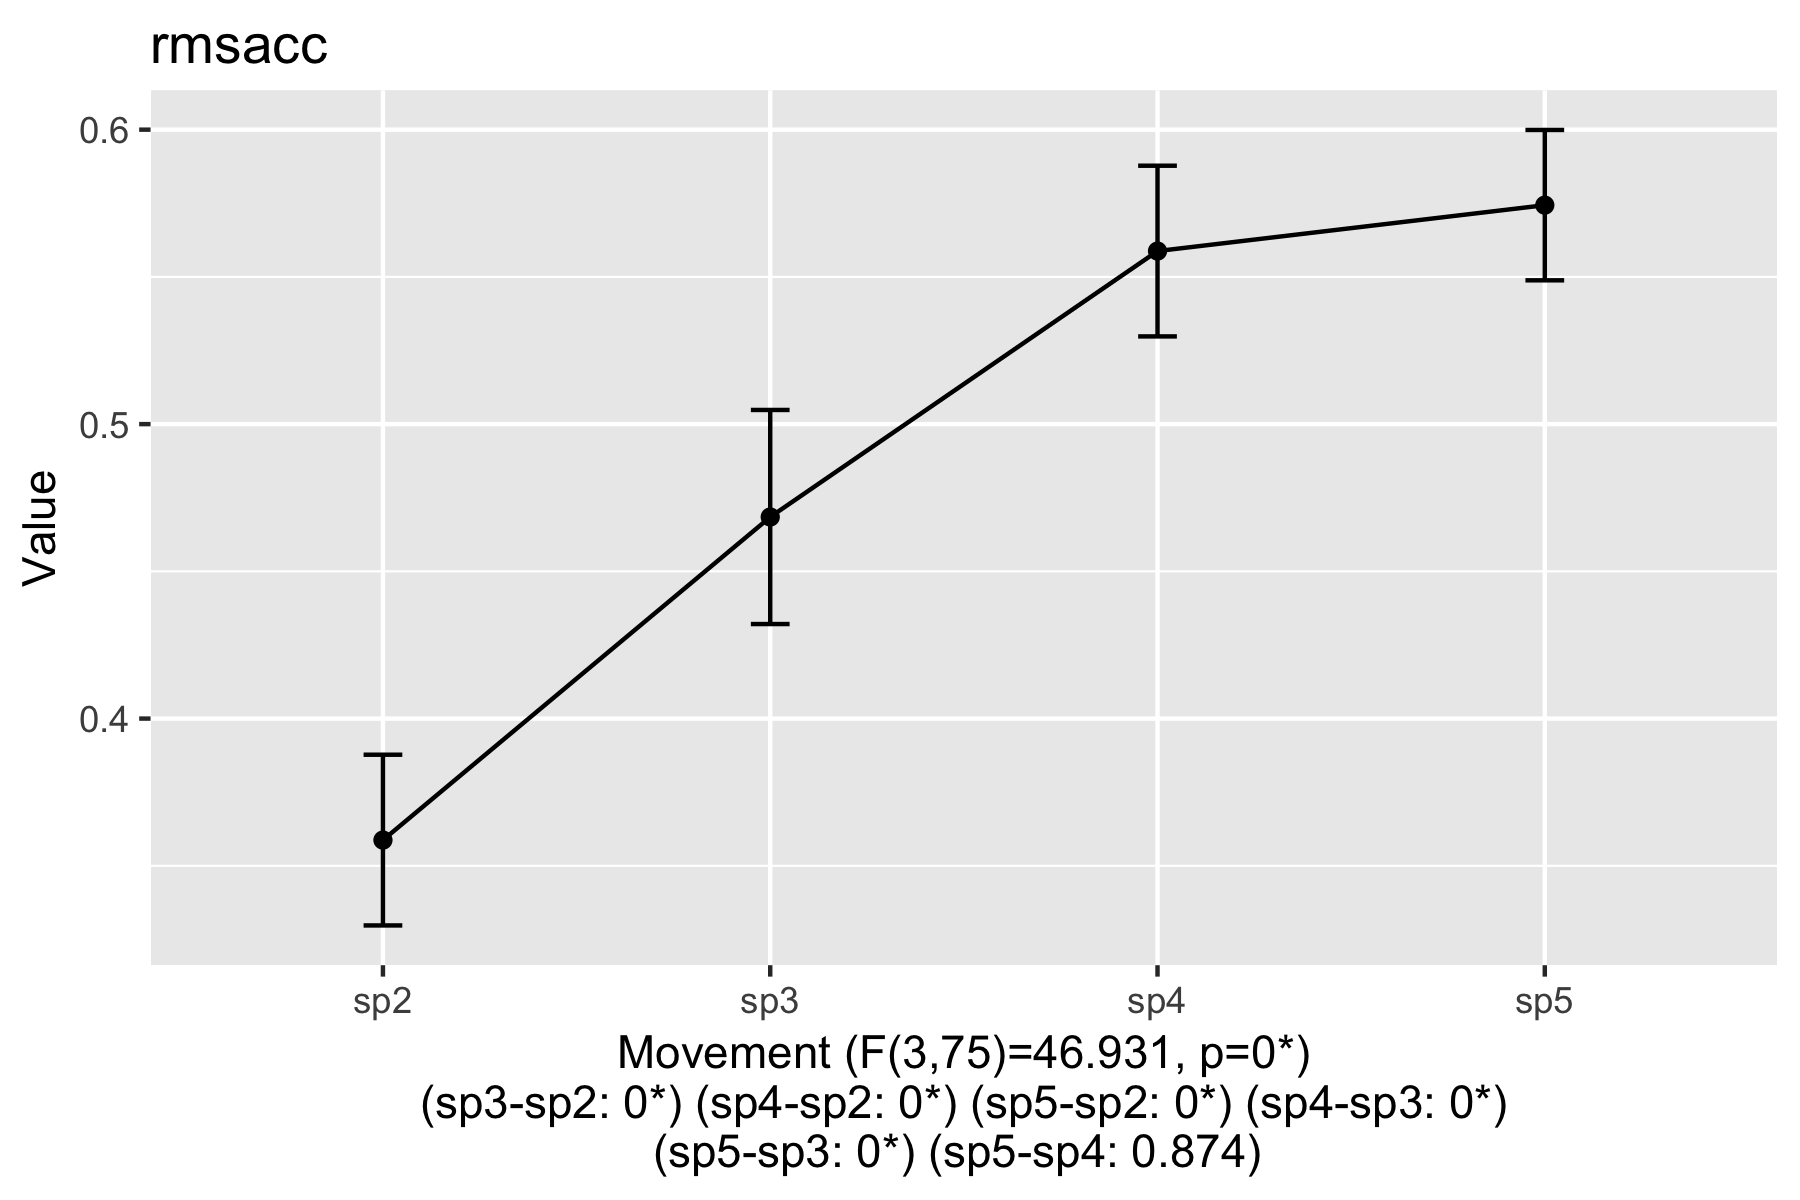 rmsacc
0.6
0.5
0.4
Value
sp2 sp3 sp4 sp5
Movement (F(3,75)=46.931, p=0*)
(sp3-sp2: 0*) (sp4-sp2: 0*) (sp5-sp2: 0*) (sp4-sp3: 0*)
(sp5-sp3: 0*) (sp5-sp4: 0.874)